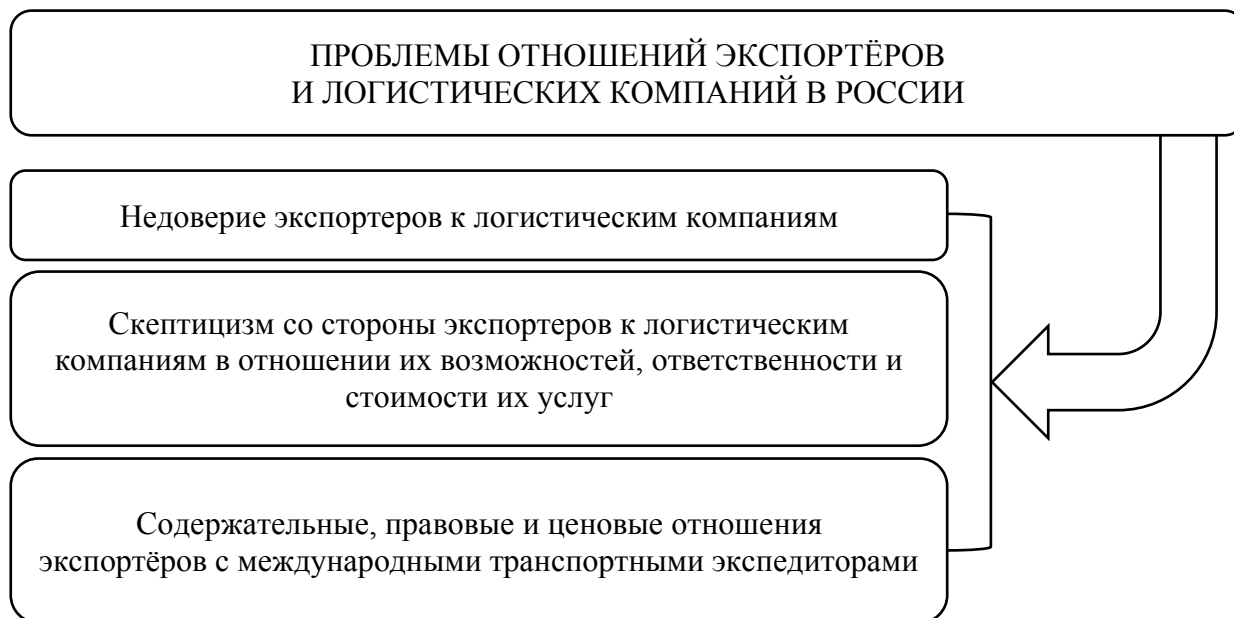 ПРОБЛЕМЫ ОТНОШЕНИЙ ЭКСПОРТЁРОВ
И ЛОГИСТИЧЕСКИХ КОМПАНИЙ В РОССИИ
Недоверие экспортеров к логистическим компаниям
Скептицизм со стороны экспортеров к логистическим
компаниям в отношении их возможностей, ответственности и
стоимости их услуг
Содержательные, правовые и ценовые отношения
экспортёров с международными транспортными экспедиторами